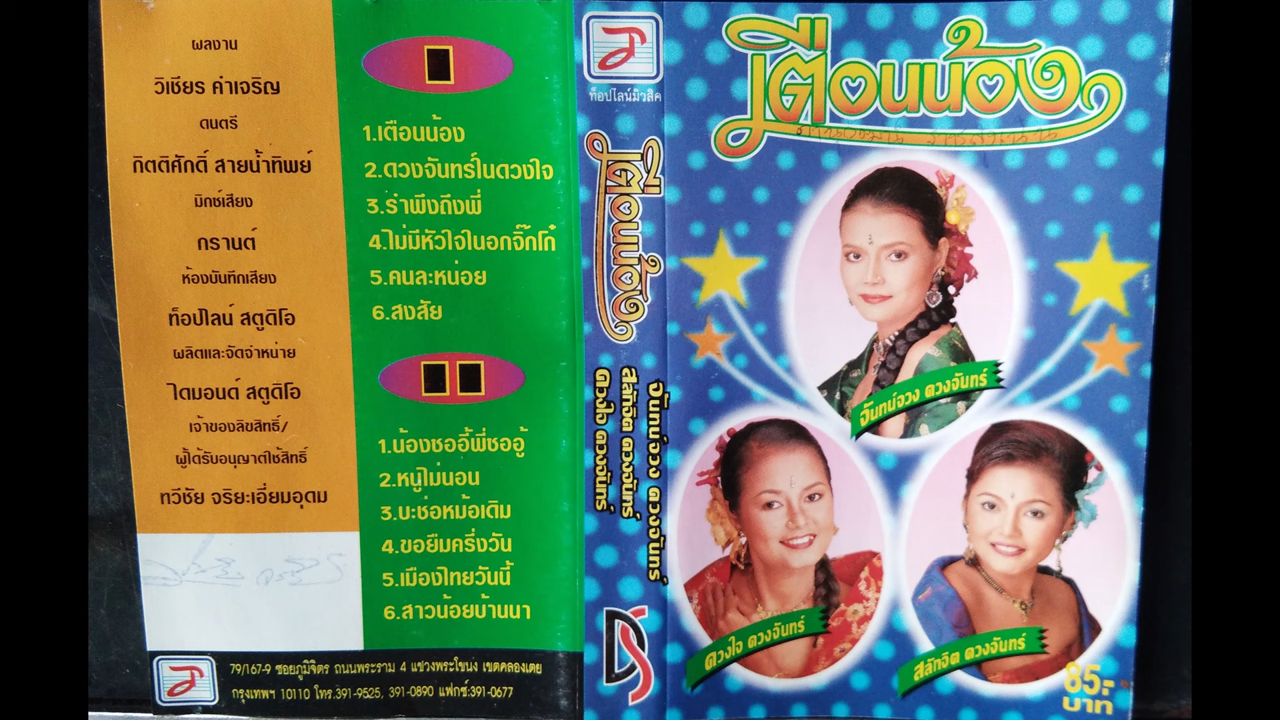 ผลงาน
วิเชียร คำเจริญ
ดนตรี
กิตติศักดิ์ สายน้ำทิพย์
มิกซ์เสียง
กรานต์
ห้องบันทึกเสียง
ท็อปไลน์ สตูดิโอ
ผลิตและจัดจำหน่าย
ไดมอนด์ สตูดิโอ
เจ้าของลิขสิทธิ์/
ผู้ได้รับอนุญาตใช้สิทธิ์
ทวีชัย จริยะเอี่ยมอุดม
1.เตือนน้อง
2.ดวงจันทร์ในดวงใจ
3.รำพึงถึงพี่
4.ไม่มีหัวใจในอกจิ๊กโก๋
5.คนละหน่อย
6.สงสัย
1.น้องซออี้พี่ซออู้
2.หนูไม่นอน
3.บะช่อหม้อเดิม
4.ขอยืมครึ่งวัน
5.เมืองไทยวันนี้
6.สาวน้อยบ้านนา
79/167-9 ซอยภูมิจิตร ถนนพระราม 4 แขวงพระโขนง เขตคลองเตย
กรุงเทพฯ 10110 โทร.391-9525, 391-0890 แฟกซ์:391-0677
ท็อปไลน์มิวสิค
เตือนน้อง
จันทน์จวง ดวงจันทร์
สลักจิต ดวงจันทร์
ดวงใจ ดวงจันทร์
DS
เตือนน้อง
จันทน์จวง ดวงจันทร์
ดวงใจ ดวงจันทร์
สลักจิต ดวงจันทร์
85.-
บาท